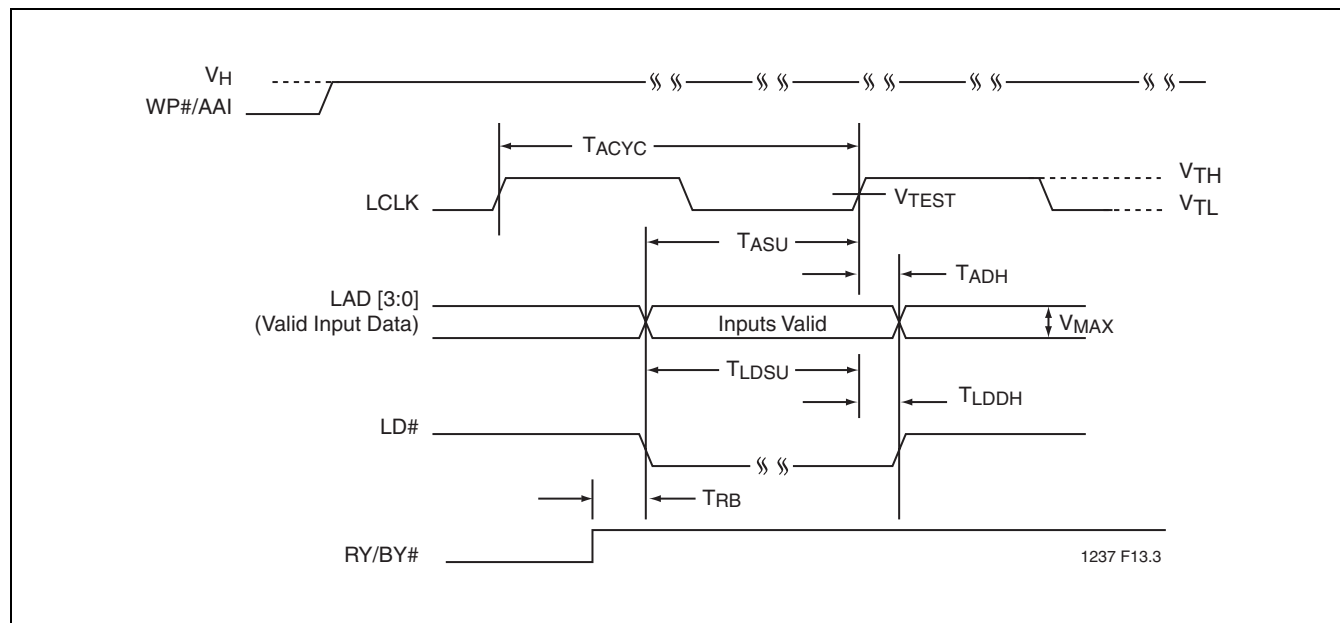 VH
WP#/AAI
TACYC
LCLK
VTH
VTEST
VTL
TASU
TADH
LAD [3:0]
(Valid Input Data)
Inputs Valid
VMAX
TLDSU
TLDDH
LD#
TRB
RY/BY#
1237 F13.3